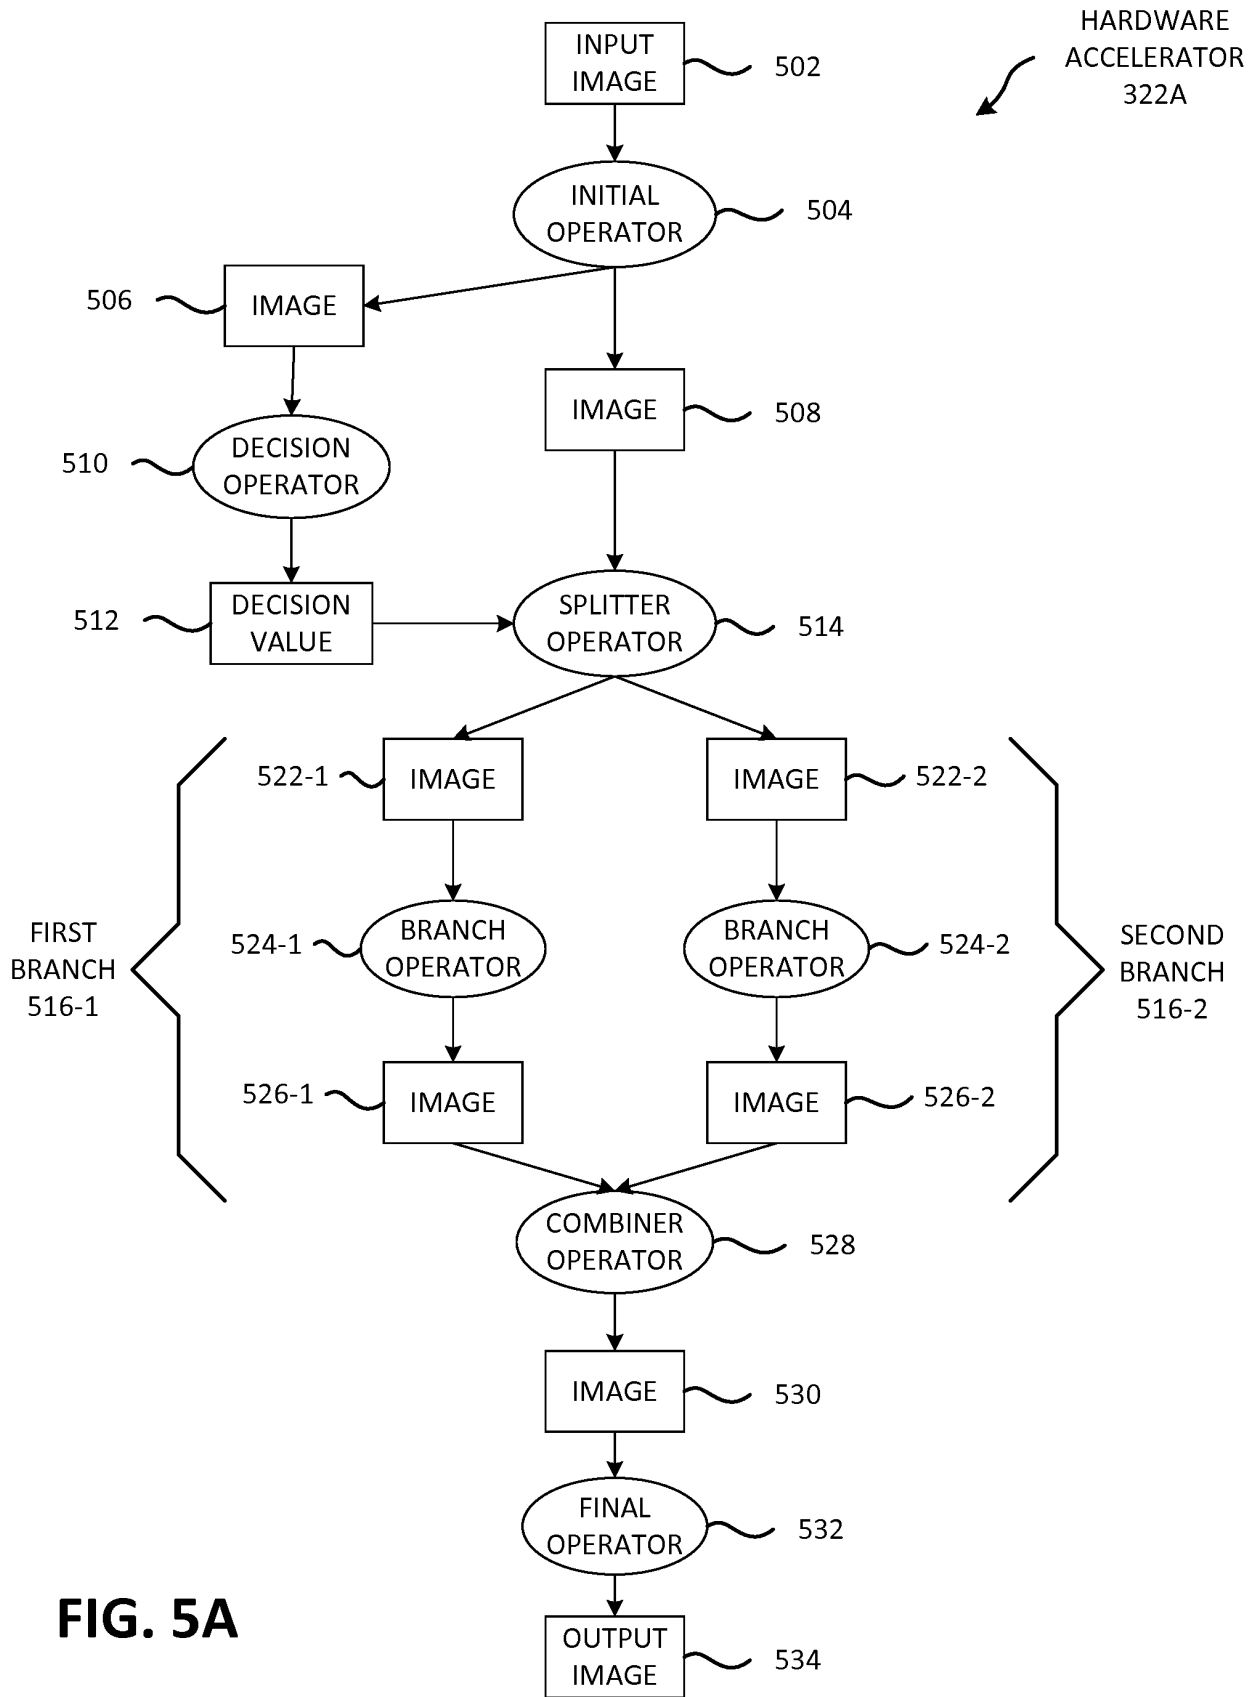 INPUT
IMAGE
502
HARDWARE
ACCELERATOR
322A
INITIAL
OPERATOR
504
506
IMAGE
IMAGE
508
510
DECISION
OPERATOR
512
DECISION
VALUE
SPLITTER
OPERATOR
514
522-1
IMAGE
IMAGE
522-2
FIRST
BRANCH
516-1
524-1
BRANCH
OPERATOR
BRANCH
OPERATOR
524-2
SECOND
BRANCH
516-2
526-1
IMAGE
IMAGE
526-2
COMBINER
OPERATOR
528
IMAGE
530
FINAL
OPERATOR
532
FIG. 5A
OUTPUT
IMAGE
534